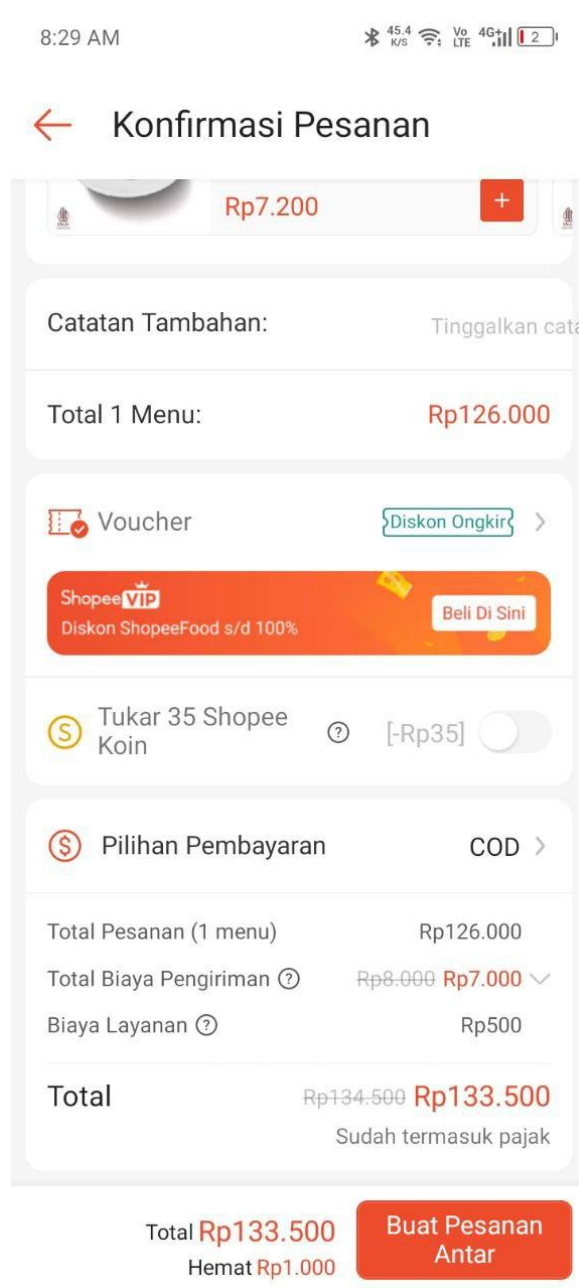 8:29 AM 45.4 K/S Vo LTE 4G+ 2
Konfirmasi Pesanan
Rp7.200 +
Catatan Tambahan: Tinggalkan cata
Total 1 Menu: Rp126.000
Voucher Diskon Ongkir
Shopee VIP
Diskon ShopeeFood s/d 100% Beli Di Sini
Tukar 35 Shopee
Koin ? [-Rp35]
Pilihan Pembayaran COD
Total Pesanan (1 menu) Rp126.000
Total Biaya Pengiriman ? Rp8.000 Rp7.000
Biaya Layanan ? Rp500
Total Rp134.500 Rp133.500
Sudah termasuk pajak
Total Rp133.500
Hemat Rp1.000
Buat Pesanan
Antar